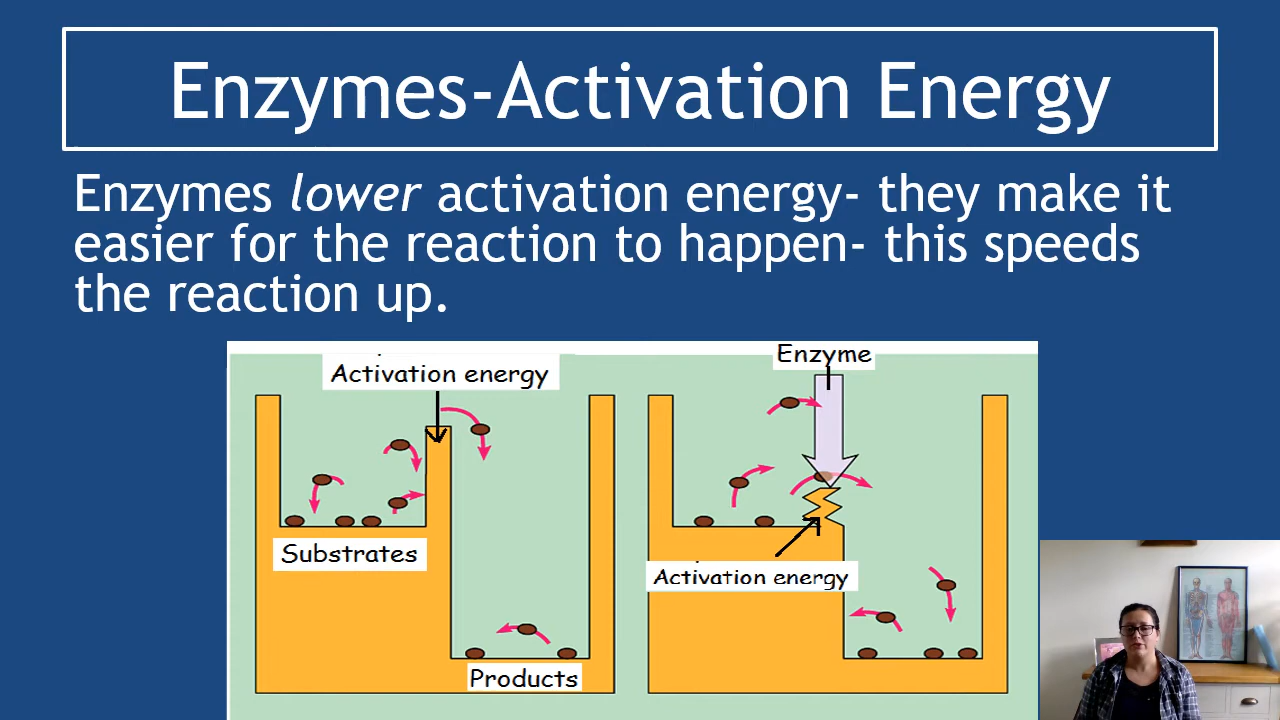 Enzymes-Activation Energy
Enzymes lower activation energy- they make it
easier for the reaction to happen- this speeds
the reaction up.
Activation energy
Substrates
Products
Enzyme
Activation energy